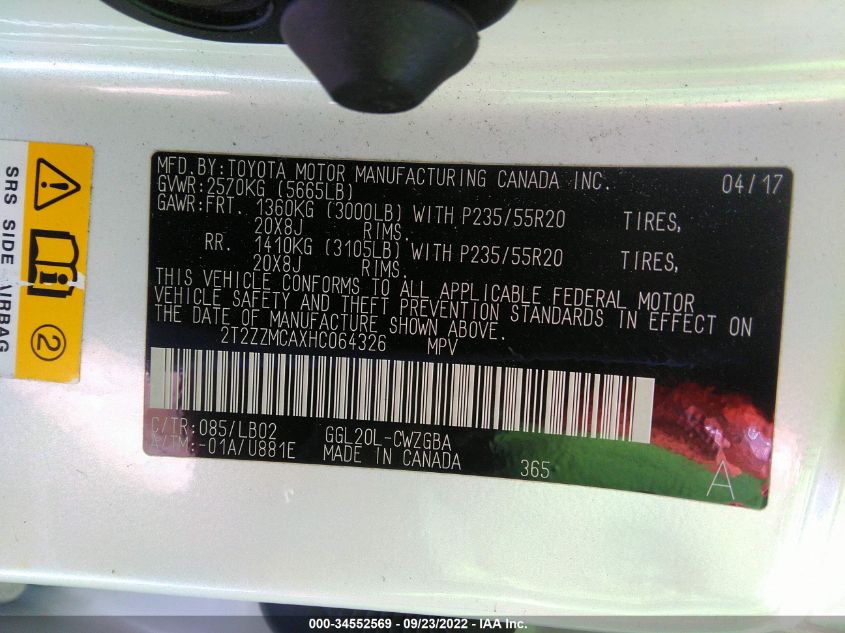 MFD. BY: TOYOTA MOTOR MANUFACTURING CANADA INC. 04/17
GVWR: 2570KG (5665LB)
GAWR: FRT. 1360KG (3000LB) WITH P235/55R20 TIRES,
20X8J RIMS.
RR. 1410KG (3105LB) WITH P235/55R20 TIRES,
20X8J RIMS.
THIS VEHICLE CONFORMS TO ALL APPLICABLE FEDERAL MOTOR
VEHICLE SAFETY AND THEFT PREVENTION STANDARDS IN EFFECT ON
THE DATE OF MANUFACTURE SHOWN ABOVE.
2T2ZZMCAXHC064326 MPV
C/TR: 085/LB02 GGL20L-CWZGBA
A/TM: -01A/U881E MADE IN CANADA 365
A
SRS SIDE AIRBAG
2
000-34552569 - 09/23/2022 - IAA Inc.